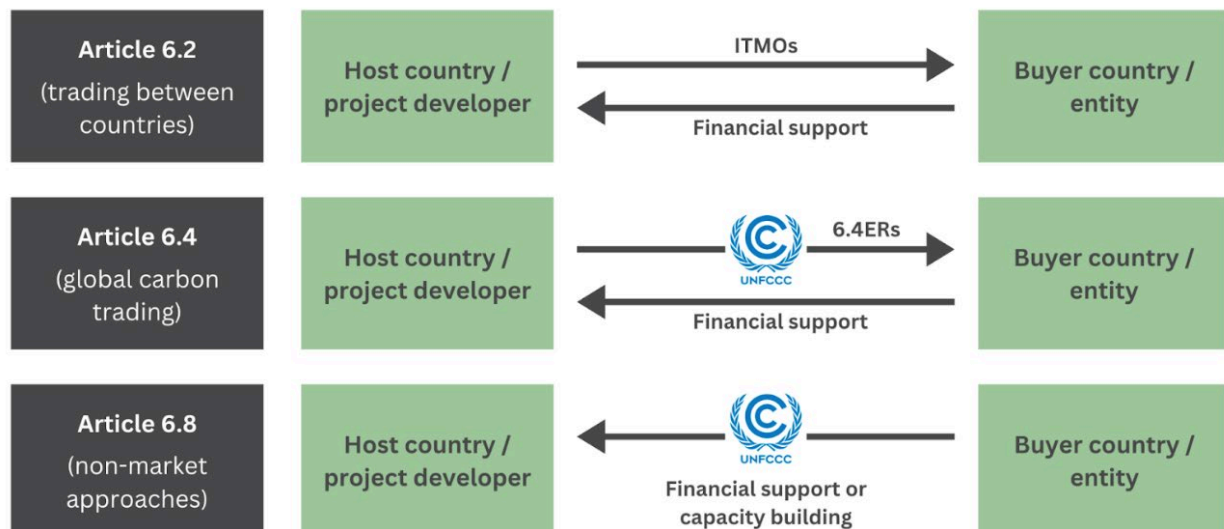 Article 6.2
(trading between
countries)
Host country /
project developer
ITMOs
Financial support
Buyer country /
entity
Article 6.4
(global carbon
trading)
Host country /
project developer
UNFCCC
6.4ERs
Financial support
Buyer country /
entity
Article 6.8
(non-market
approaches)
Host country /
project developer
UNFCCC
Financial support or
capacity building
Buyer country /
entity